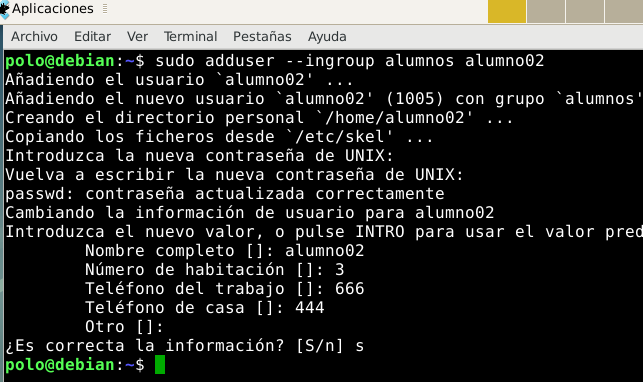 Aplicaciones
Archivo Editar Ver Terminal Pestañas Ayuda
polo@debian:~$ sudo adduser --ingroup alumnos alumno02
Añadiendo el usuario `alumno02' ...
Añadiendo el nuevo usuario `alumno02' (1005) con grupo `alumnos'
Creando el directorio personal `/home/alumno02' ...
Copiando los ficheros desde `/etc/skel' ...
Introduzca la nueva contraseña de UNIX:
Vuelva a escribir la nueva contraseña de UNIX:
passwd: contraseña actualizada correctamente
Cambiando la información de usuario para alumno02
Introduzca el nuevo valor, o pulse INTRO para usar el valor pred
Nombre completo []: alumno02
Número de habitación []: 3
Teléfono del trabajo []: 666
Teléfono de casa []: 444
Otro []:
¿Es correcta la información? [S/n] s
polo@debian:~$